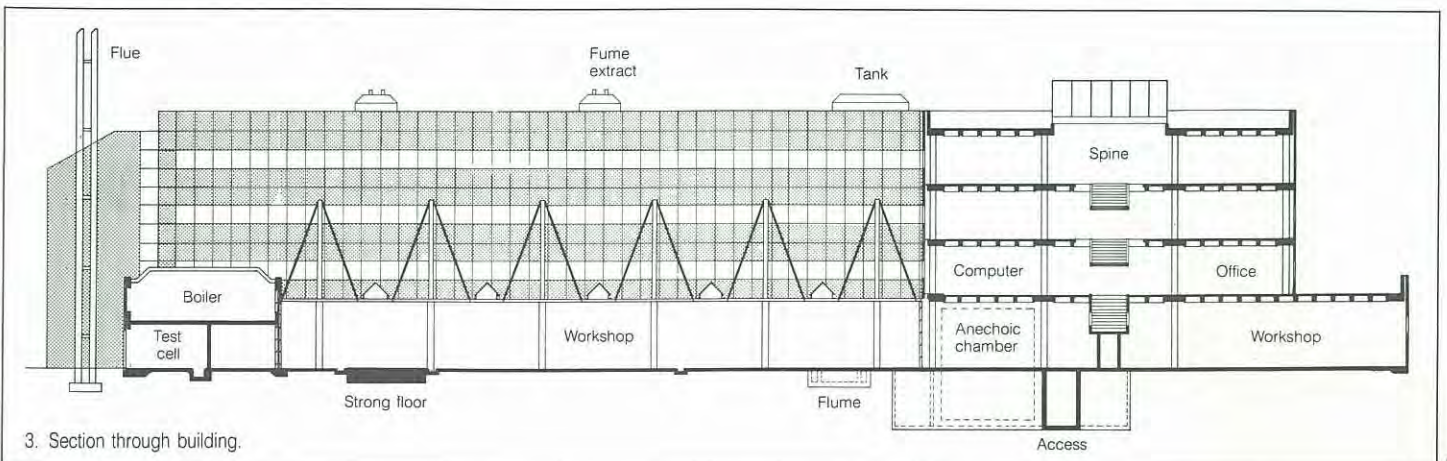 Flue
Fume
extract
Tank
Spine
Computer
Office
Boiler
Test
cell
Workshop
Anechoic
chamber
Workshop
Strong floor
Flume
Access
3. Section through building.